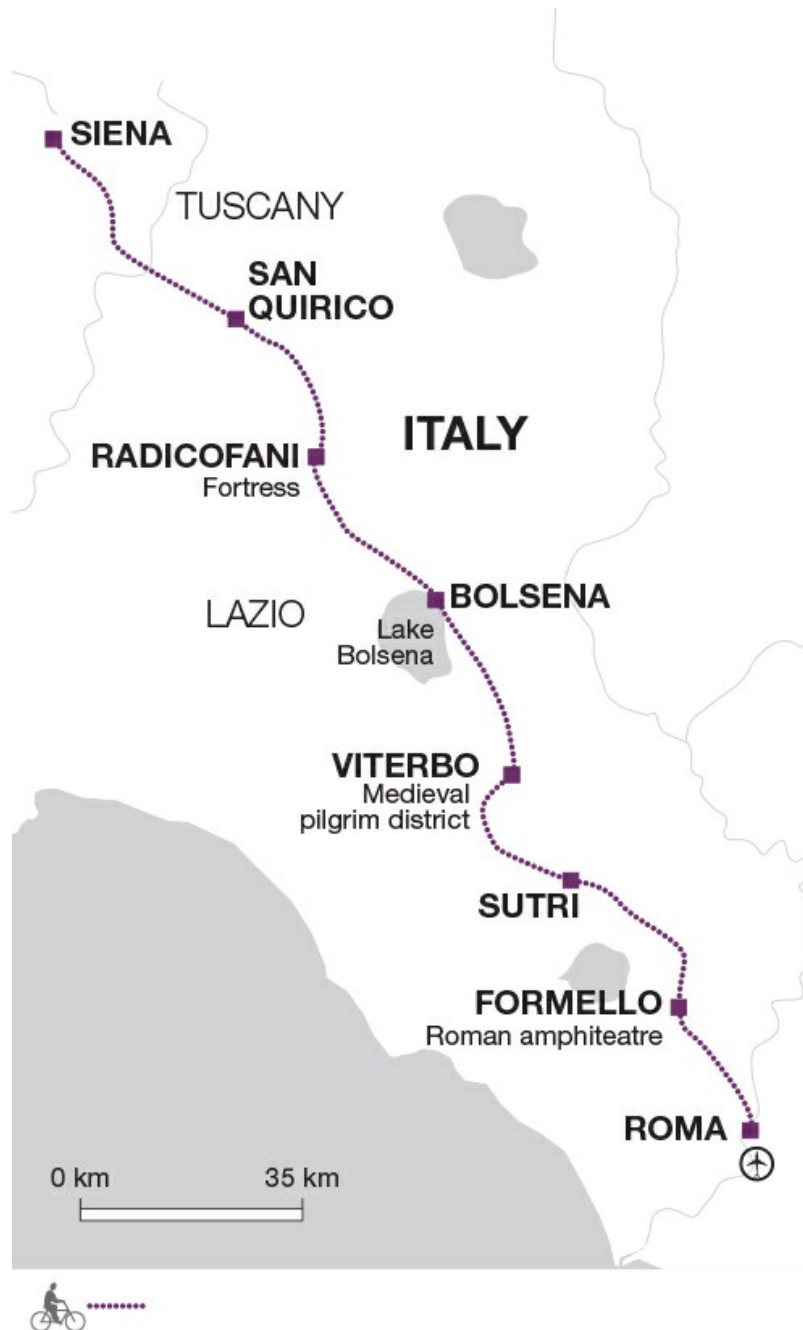 SIENA
TUSCANY
SAN
QUIRICO
ITALY
RADICOFANI
Fortress
BOLSENA
LAZIO
Lake
Bolsena
VITERBO
Medieval
pilgrim district
SUTRI
FORMELLO
Roman amphiteatre
ROMA
0 km
35 km